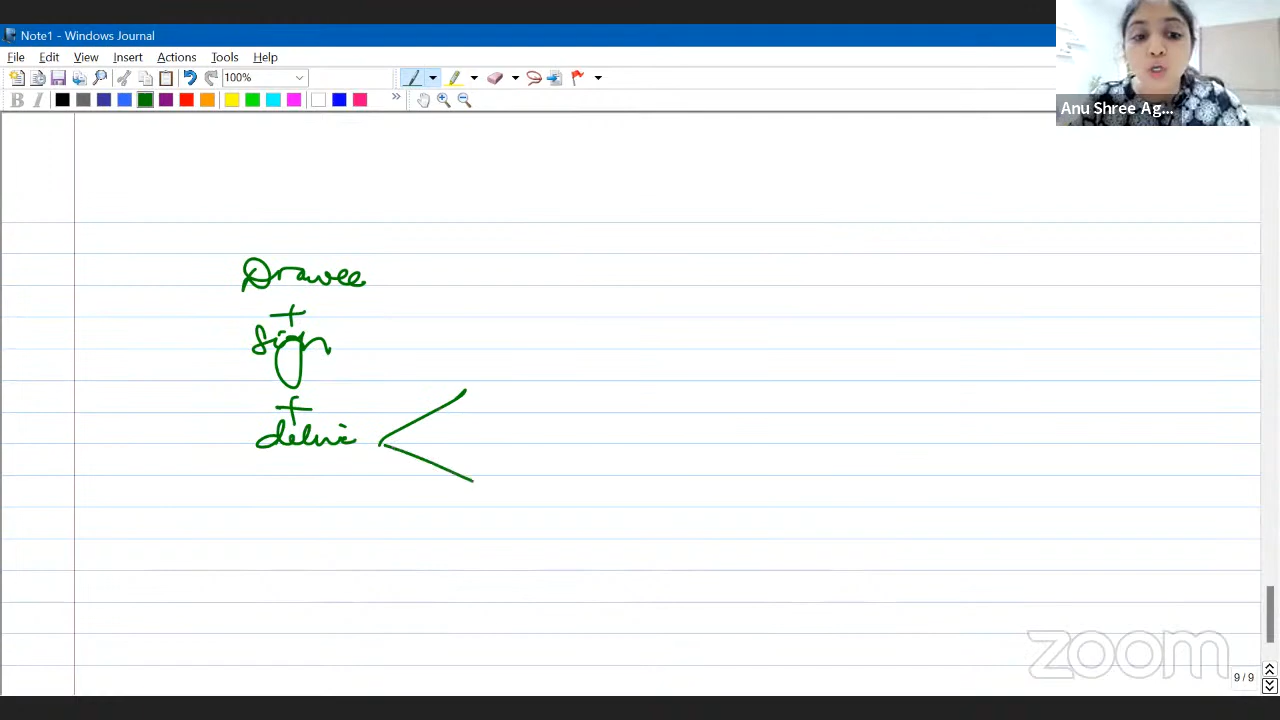 Note1 - Windows Journal
File Edit View Insert Actions Tools Help
100%
B I
Anu Shree Ag...
Drawee
+
Sign
+
delivi
zoom
9 / 9